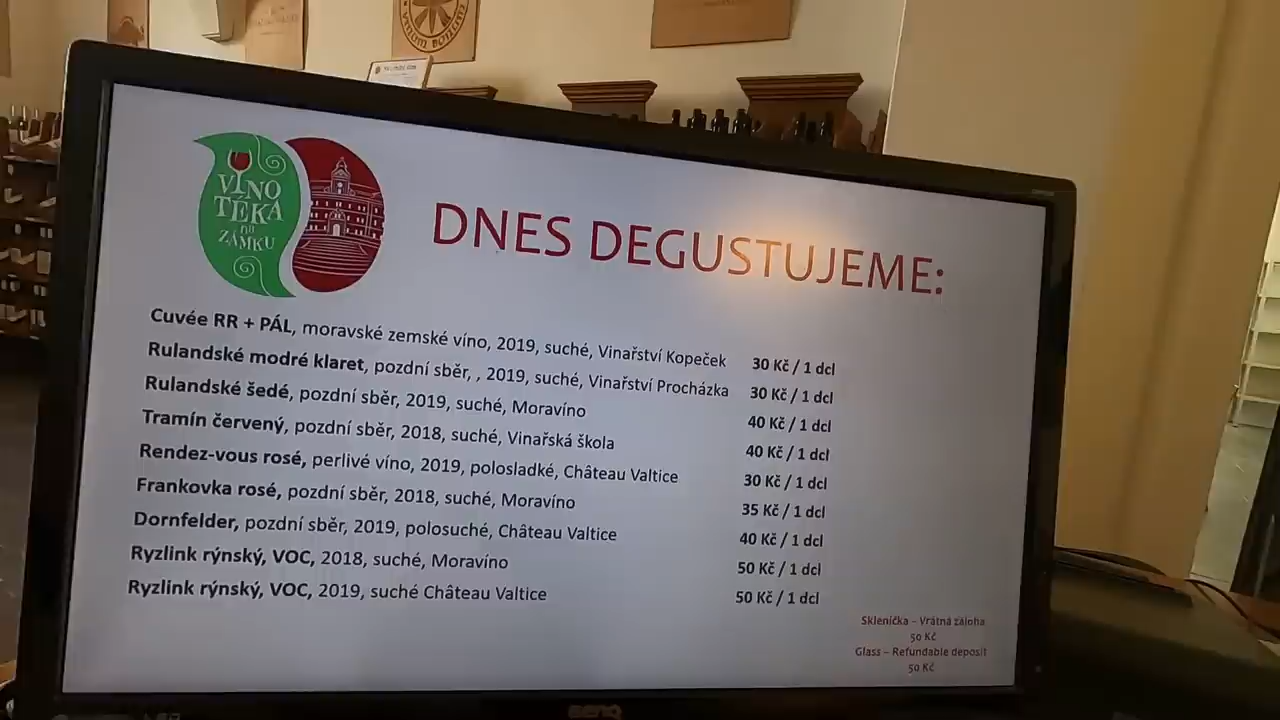 VINUM BONUM
VÍNO
TÉKA
na
ZÁMKU
DNES DEGUSTUJEME:
Cuvée RR + PÁL, moravské zemské víno, 2019, suché, Vinařství Kopeček 30 Kč / 1 dcl
Rulandské modré klaret, pozdní sběr, , 2019, suché, Vinařství Procházka 30 Kč / 1 dcl
Rulandské šedé, pozdní sběr, 2019, suché, Moravíno 40 Kč / 1 dcl
Tramín červený, pozdní sběr, 2018, suché, Vinařská škola 40 Kč / 1 dcl
Rendez-vous rosé, perlivé víno, 2019, polosladké, Château Valtice 30 Kč / 1 dcl
Frankovka rosé, pozdní sběr, 2018, suché, Moravíno 35 Kč / 1 dcl
Dornfelder, pozdní sběr, 2019, polosuché, Château Valtice 40 Kč / 1 dcl
Ryzlink rýnský, VOC, 2018, suché, Moravíno 50 Kč / 1 dcl
Ryzlink rýnský, VOC, 2019, suché Château Valtice 50 Kč / 1 dcl
Sklenička – Vratná záloha
50 Kč
Glass – Refundable deposit
50 Kč
BENQ